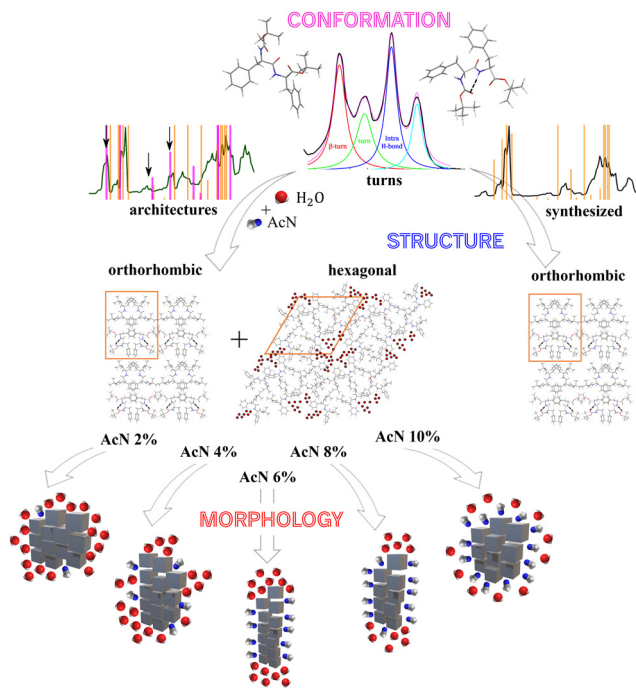 CONFORMATION
β-turn
turn
Intra
H-bond
turns
architectures
synthesized
H2O
+
AcN
STRUCTURE
orthorhombic
hexagonal
orthorhombic
+
AcN 2%
AcN 4%
AcN 6%
AcN 8%
AcN 10%
MORPHOLOGY